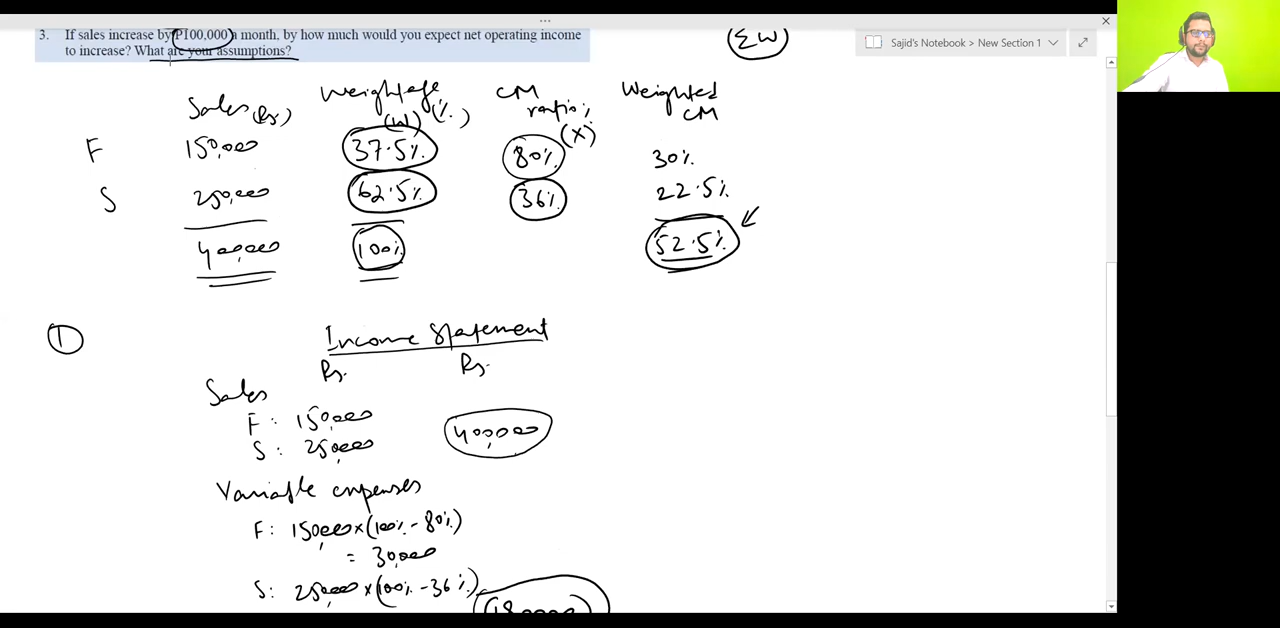 3. If sales increase by P100,000 a month, by how much would you expect net operating income
to increase? What are your assumptions?
ΣW
Sajid's Notebook > New Section 1
Sales (Rs) Weightage (W) (%) CM ratio% (X) Weighted CM
F 150,000 37.5% 80% 30%
S 250,000 62.5% 36% 22.5%
400,000 100% 52.5%
① Income Statement
Rs. Rs.
Sales
F: 150,000
400,000
S: 250,000
Variable expenses
F: 150,000 x (100% - 80%)
= 30,000
S: 250,000 x (100% - 36%)